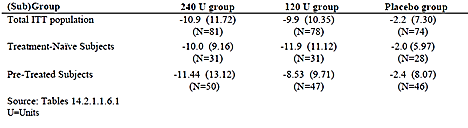 (Sub)Group 240 U group 120 U group Placebo group
Total ITT population -10.9 (11.72) -9.9 (10.35) -2.2 (7.30)
(N=81) (N=78) (N=74)
Treatment-Naïve Subjects -10.0 (9.16) -11.9 (11.12) -2.0 (5.97)
(N=31) (N=31) (N=28)
Pre-Treated Subjects -11.44 (13.12) -8.53 (9.71) -2.4 (8.07)
(N=50) (N=47) (N=46)
Source: Tables 14.2.1.1.6.1
U=Units